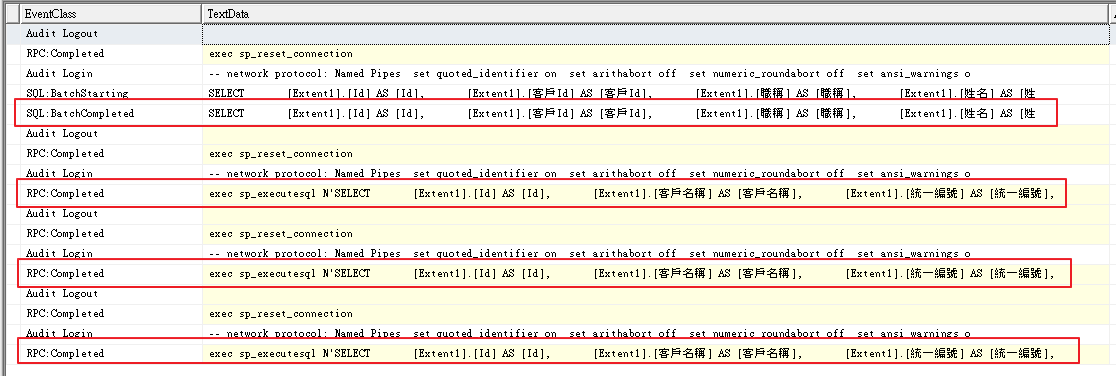 EventClass TextData
Audit Logout
RPC:Completed exec sp_reset_connection
Audit Login -- network protocol: Named Pipes set quoted_identifier on set arithabort off set numeric_roundabort off set ansi_warnings o
SQL:BatchStarting SELECT [Extent1].[Id] AS [Id], [Extent1].[客戶Id] AS [客戶Id], [Extent1].[職稱] AS [職稱], [Extent1].[姓名] AS [姓
SQL:BatchCompleted SELECT [Extent1].[Id] AS [Id], [Extent1].[客戶Id] AS [客戶Id], [Extent1].[職稱] AS [職稱], [Extent1].[姓名] AS [姓
Audit Logout
RPC:Completed exec sp_reset_connection
Audit Login -- network protocol: Named Pipes set quoted_identifier on set arithabort off set numeric_roundabort off set ansi_warnings o
RPC:Completed exec sp_executesql N'SELECT [Extent1].[Id] AS [Id], [Extent1].[客戶名稱] AS [客戶名稱], [Extent1].[統一編號] AS [統一編號],
Audit Logout
RPC:Completed exec sp_reset_connection
Audit Login -- network protocol: Named Pipes set quoted_identifier on set arithabort off set numeric_roundabort off set ansi_warnings o
RPC:Completed exec sp_executesql N'SELECT [Extent1].[Id] AS [Id], [Extent1].[客戶名稱] AS [客戶名稱], [Extent1].[統一編號] AS [統一編號],
Audit Logout
RPC:Completed exec sp_reset_connection
Audit Login -- network protocol: Named Pipes set quoted_identifier on set arithabort off set numeric_roundabort off set ansi_warnings o
RPC:Completed exec sp_executesql N'SELECT [Extent1].[Id] AS [Id], [Extent1].[客戶名稱] AS [客戶名稱], [Extent1].[統一編號] AS [統一編號],